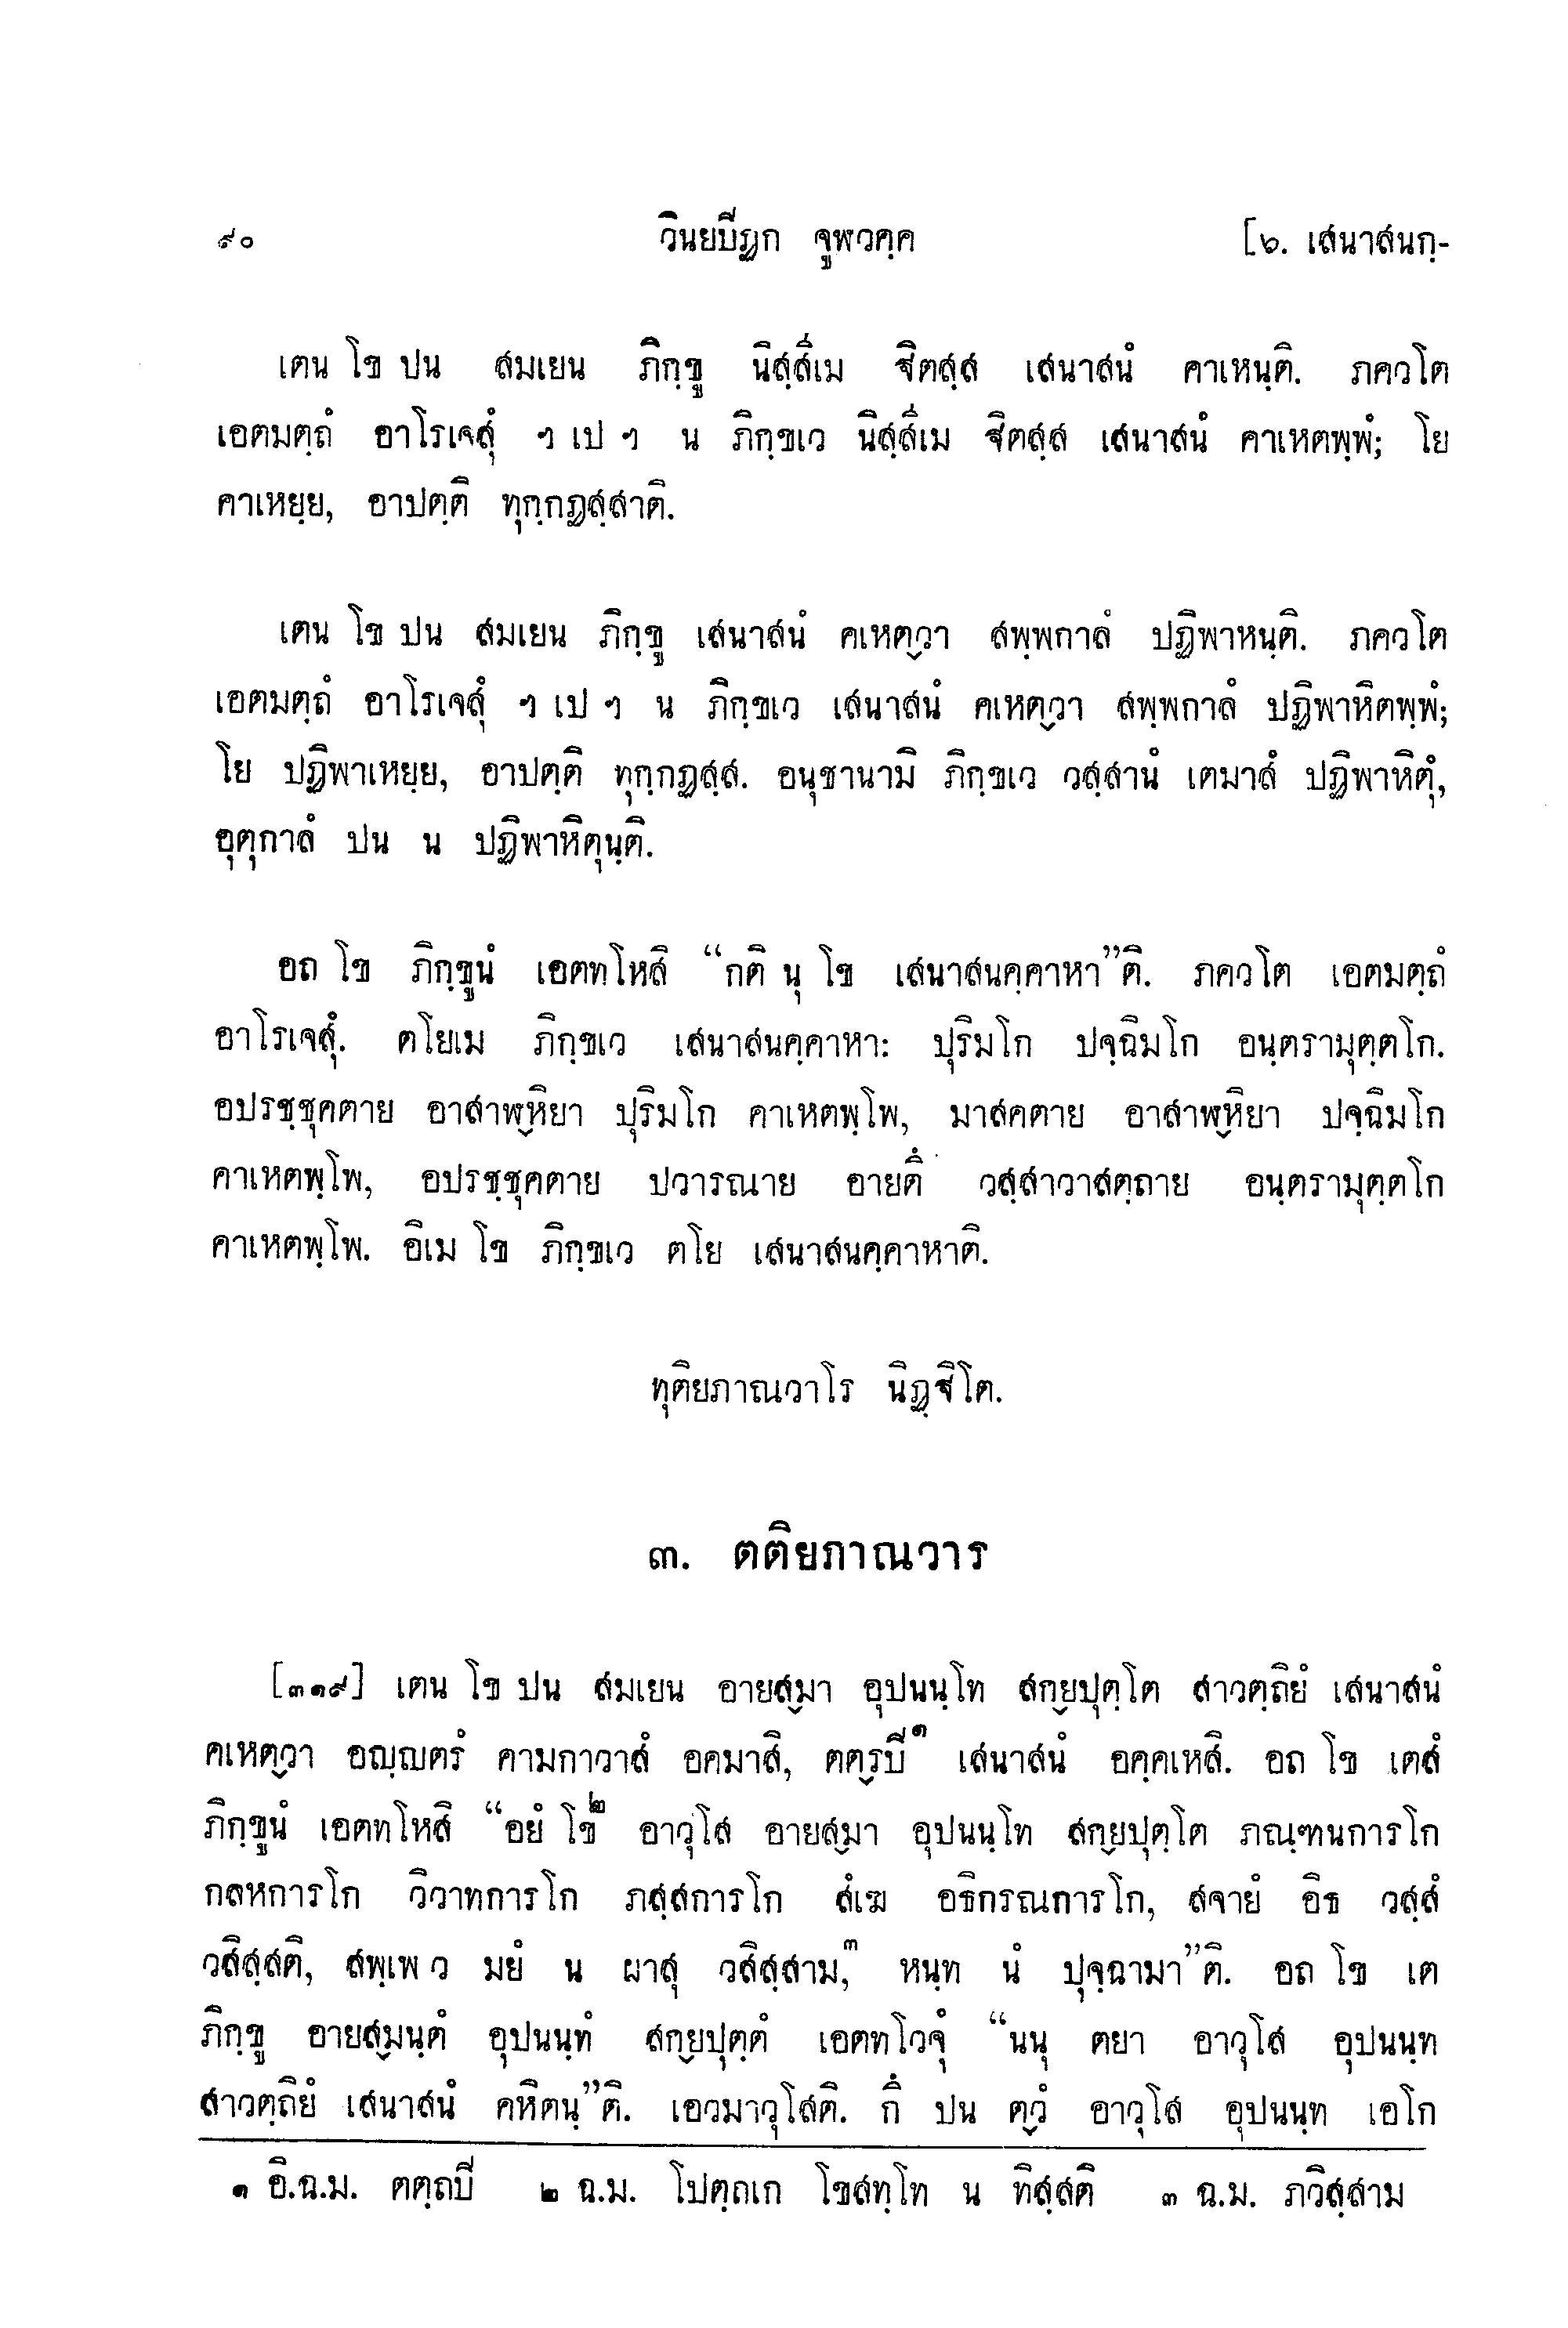 ๙๐ วินยปิฏก จูฬวคฺค [๖. เสนาสนกฺ-
เตน โข ปน สมเยน ภิกฺขู นิสฺสีเม ฐิตสฺส เสนาสนํ คาเหนฺติ. ภควโต
เอตมตฺถํ อาโรเจสุํ ฯ เป ฯ น ภิกฺขเว นิสฺสีเม ฐิตสฺส เสนาสนํ คาเหตพฺพํ; โย
คาเหยฺย, อาปตฺติ ทุกฺกฏสฺสาติ.
เตน โข ปน สมเยน ภิกฺขู เสนาสนํ คเหตฺวา สพฺพกาลํ ปฏิพาหนฺติ. ภควโต
เอตมตฺถํ อาโรเจสุํ ฯ เป ฯ น ภิกฺขเว เสนาสนํ คเหตฺวา สพฺพกาลํ ปฏิพาหิตพฺพํ;
โย ปฏิพาเหยฺย, อาปตฺติ ทุกฺกฏสฺส. อนุชานามิ ภิกฺขเว วสฺสานํ เตมาสํ ปฏิพาหิตุํ,
อุตุกาลํ ปน น ปฏิพาหิตุนฺติ.
อถ โข ภิกฺขูนํ เอตทโหสิ “กติ นุ โข เสนาสนคฺคาหา”ติ. ภควโต เอตมตฺถํ
อาโรเจสุํ. ตโยเม ภิกฺขเว เสนาสนคฺคาหา: ปุริมโก ปจฺฉิมโก อนฺตรามุตฺตโก.
อปรชฺชุคตาย อาสาฬฺหิยา ปุริมโก คาเหตพฺโพ, มาสคตาย อาสาฬฺหิยา ปจฺฉิมโก
คาเหตพฺโพ, อปรชฺชุคตาย ปวารณาย อายตึ วสฺสาวาสตฺถาย อนฺตรามุตฺตโก
คาเหตพฺโพ. อิเม โข ภิกฺขเว ตโย เสนาสนคฺคาหาติ.
ทุติยภาณวาโร นิฏฺฐิโต.
๓. ตติยภาณวาร
[๓๑๙] เตน โข ปน สมเยน อายสฺมา อุปนนฺโท สกฺยปุตฺโต สาวตฺถิยํ เสนาสนํ
คเหตฺวา อญฺญตรํ คามกาวาสํ อคมาสิ, ตตฺรปิ๑ เสนาสนํ อคฺคเหสิ. อถ โข เตสํ
ภิกฺขูนํ เอตทโหสิ “อยํ โข๒ อาวุโส อายสฺมา อุปนนฺโท สกฺยปุตฺโต ภณฺฑนการโก
กลหการโก วิวาทการโก ภสฺสการโก สํเฆ อธิกรณการโก, สจายํ อิธ วสฺสํ
วสิสฺสติ, สพฺเพ ว มยํ น ผาสุ วสิสฺสาม,๓ หนฺท นํ ปุจฺฉามา”ติ. อถ โข เต
ภิกฺขู อายสฺมนฺตํ อุปนนฺทํ สกฺยปุตฺตํ เอตทโวจุํ “นนุ ตยา อาวุโส อุปนนฺท
สาวตฺถิยํ เสนาสนํ คหิตนฺ”ติ. เอวมาวุโสติ. กึ ปน ตฺวํ อาวุโส อุปนนฺท เอโก
๑ อิ.ฉ.ม. ตตฺถปิ ๒ ฉ.ม. โปตฺถเก โขสทฺโท น ทิสฺสติ ๓ ฉ.ม. ภวิสฺสาม